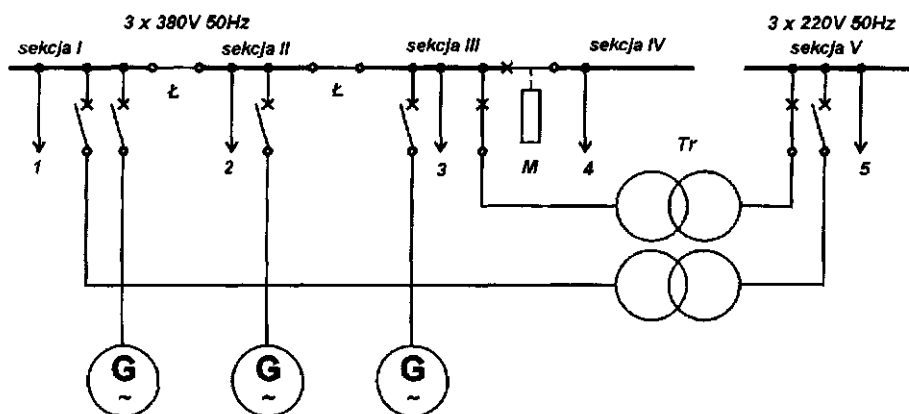 3 x 380V 50Hz
3 x 220V 50Hz
sekcja I
sekcja II
sekcja III
sekcja IV
sekcja V
Ł
Ł
1
2
3
M
4
Tr
5
G
~
G
~
G
~